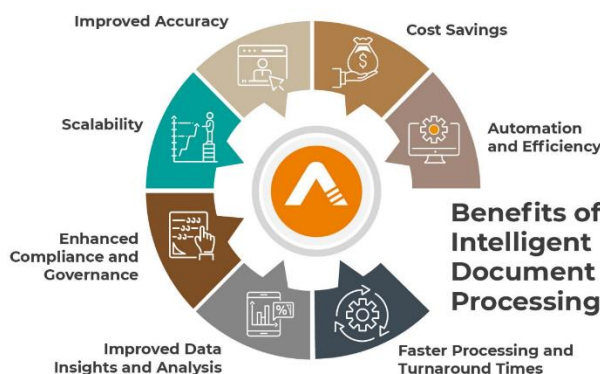 Improved Accuracy
Cost Savings
Scalability
Automation
and Efficiency
Enhanced
Compliance and
Governance
Benefits of
Intelligent
Document
Processing
Improved Data
Insights and Analysis
Faster Processing and
Turnaround Times
$
%